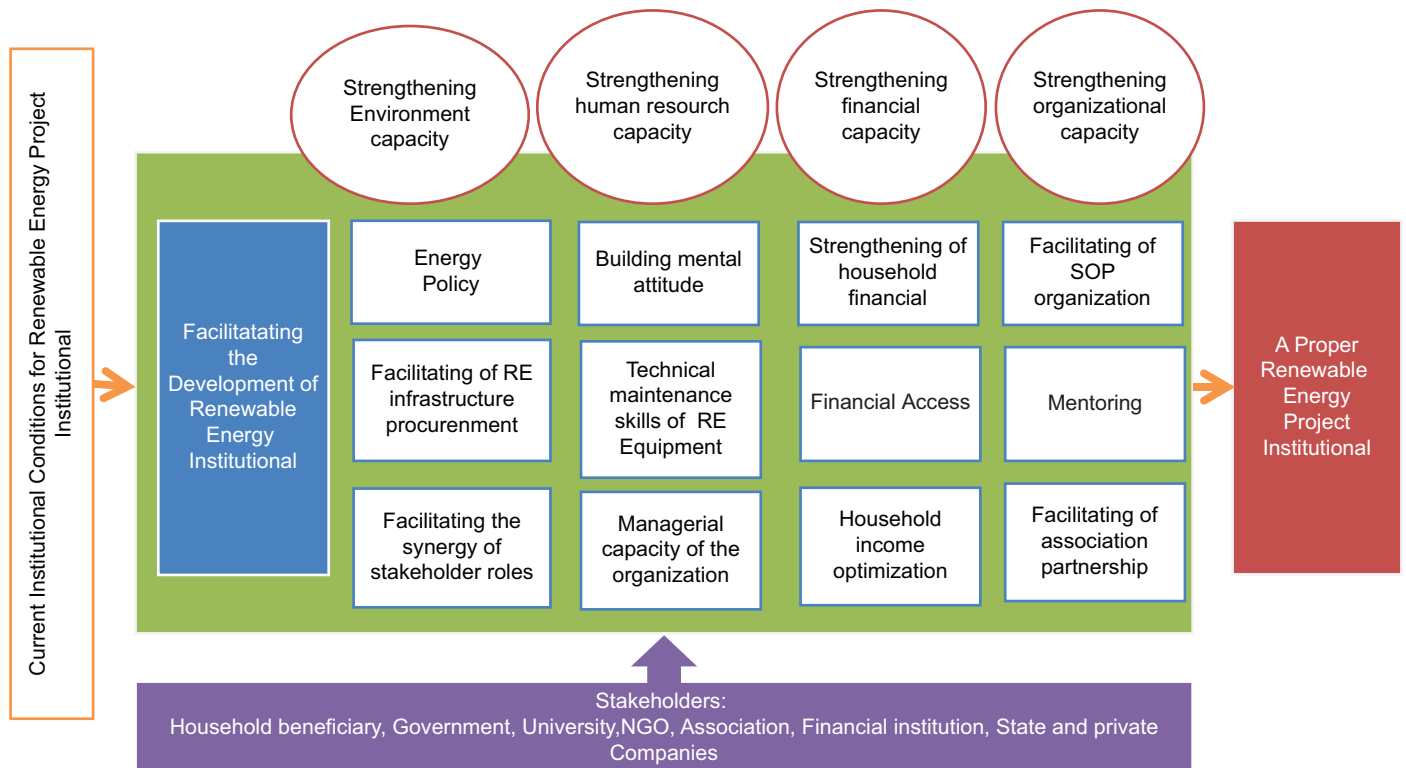 Current Institutional Conditions for Renewable Energy Project
Institutional
Strengthening
Environment
capacity
Strengthening
human resourch
capacity
Strengthening
financial
capacity
Strengthening
organizational
capacity
Facilitatating
the
Development of
Renewable
Energy
Institutional
Energy
Policy
Facilitating of RE
infrastructure
procurenment
Facilitating the
synergy of
stakeholder roles
Building mental
attitude
Technical
maintenance
skills of RE
Equipment
Managerial
capacity of the
organization
Strengthening of
household
financial
Financial Access
Household
income
optimization
Facilitating of
SOP
organization
Mentoring
Facilitating of
association
partnership
A Proper
Renewable
Energy
Project
Institutional
Stakeholders:
Household beneficiary, Government, University,NGO, Association, Financial institution, State and private
Companies